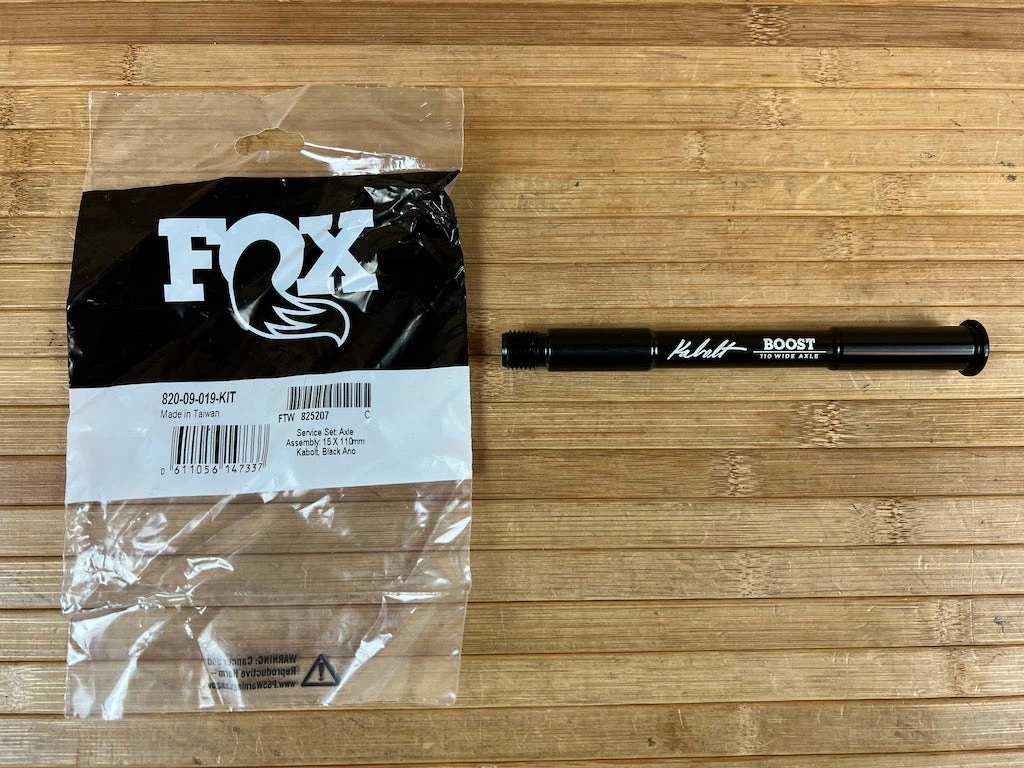 FOX
820-09-019-KIT
Made in Taiwan
FTW 825207 C
Service Set: Axle
Assembly: 15 X 110mm
Kabolt, Black Ano
0 611056 147337
Kabolt BOOST
110 WIDE AXLE
WARNING: Cancer and
Reproductive Harm –